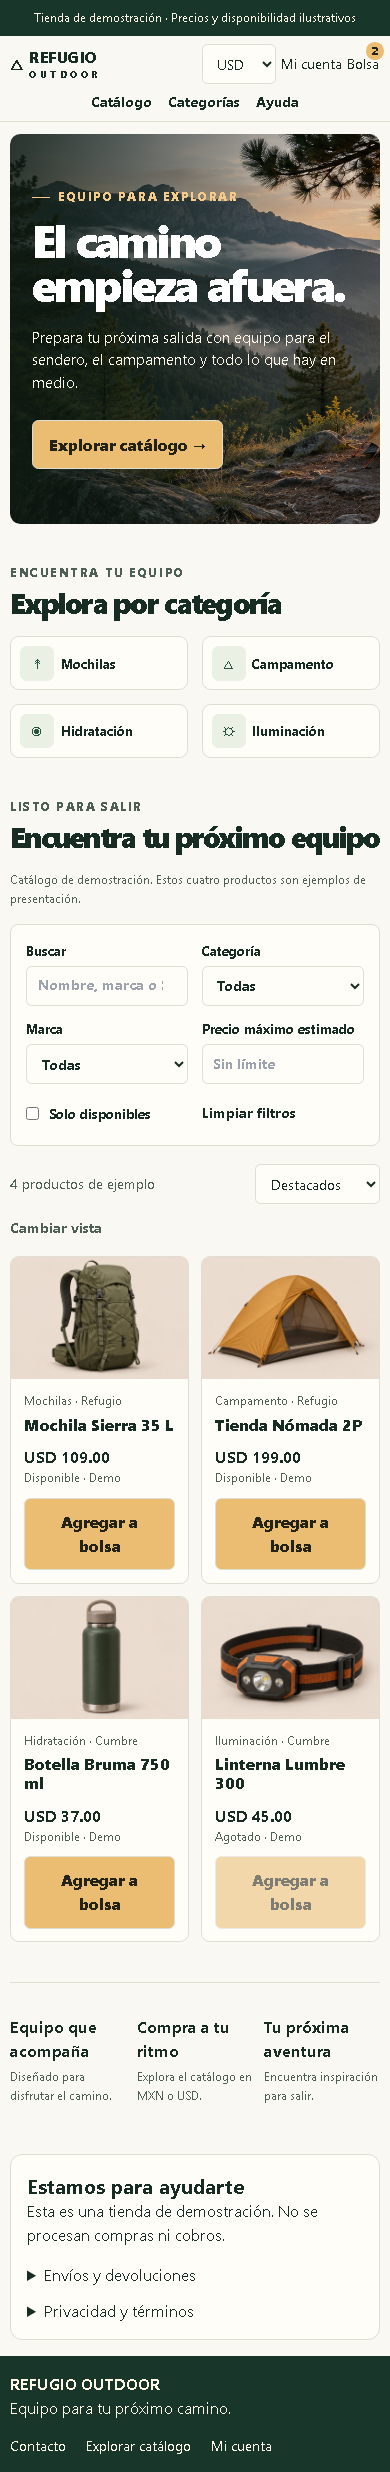 Tienda de demostración · Precios y disponibilidad ilustrativos
REFUGIO
OUTDOOR
USD
Mi cuenta Bolsa
2
Catálogo Categorías Ayuda
EQUIPO PARA EXPLORAR
El camino
empieza afuera.
Prepara tu próxima salida con equipo para el
sendero, el campamento y todo lo que hay en
medio.
Explorar catálogo →
ENCUENTRA TU EQUIPO
Explora por categoría
Mochilas
Campamento
Hidratación
Iluminación
LISTO PARA SALIR
Encuentra tu próximo equipo
Catálogo de demostración. Estos cuatro productos son ejemplos de
presentación.
Buscar
Categoría
Nombre, marca o
Todas
Marca
Precio máximo estimado
Todas
Sin límite
Solo disponibles
Limpiar filtros
4 productos de ejemplo
Destacados
Cambiar vista
Mochilas · Refugio
Mochila Sierra 35 L
USD 109.00
Disponible · Demo
Agregar a
bolsa
Campamento · Refugio
Tienda Nómada 2P
USD 199.00
Disponible · Demo
Agregar a
bolsa
Hidratación · Cumbre
Botella Bruma 750
ml
USD 37.00
Disponible · Demo
Agregar a
bolsa
Iluminación · Cumbre
Linterna Lumbre
300
USD 45.00
Agotado · Demo
Agregar a
bolsa
Equipo que
acompaña
Diseñado para
disfrutar el camino.
Compra a tu
ritmo
Explora el catálogo en
MXN o USD.
Tu próxima
aventura
Encuentra inspiración
para salir.
Estamos para ayudarte
Esta es una tienda de demostración. No se
procesan compras ni cobros.
Envíos y devoluciones
Privacidad y términos
REFUGIO OUTDOOR
Equipo para tu próximo camino.
Contacto Explorar catálogo Mi cuenta